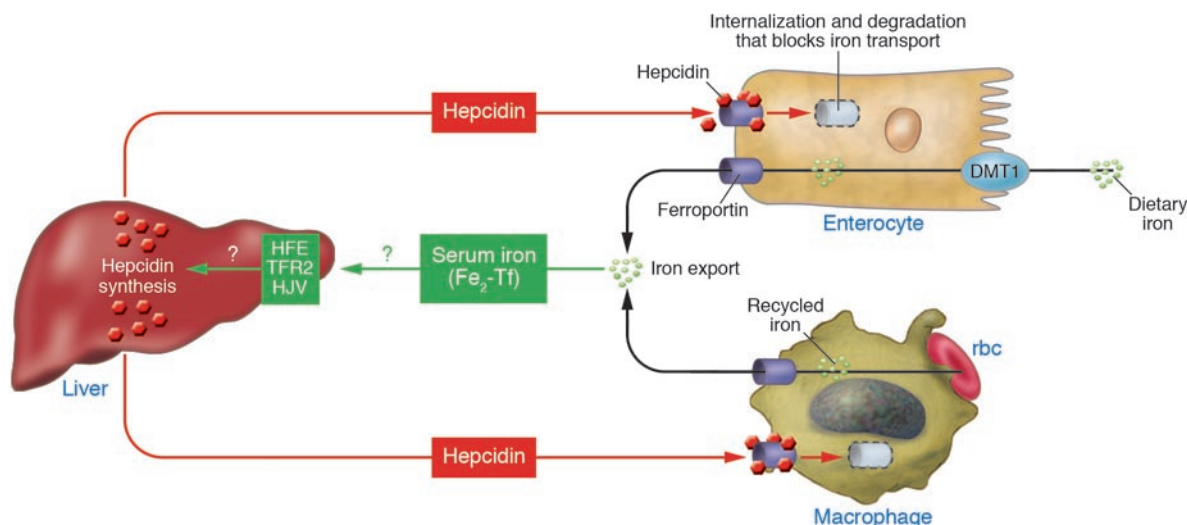 Internalization and degradation
that blocks iron transport
Hepcidin
Hepcidin
DMT1
Ferroportin
Enterocyte
Dietary
iron
HFE
TFR2
HJV
?
?
Hepcidin
synthesis
Serum iron
(Fe₂-Tf)
Iron export
Liver
Recycled
iron
rbc
Hepcidin
Macrophage